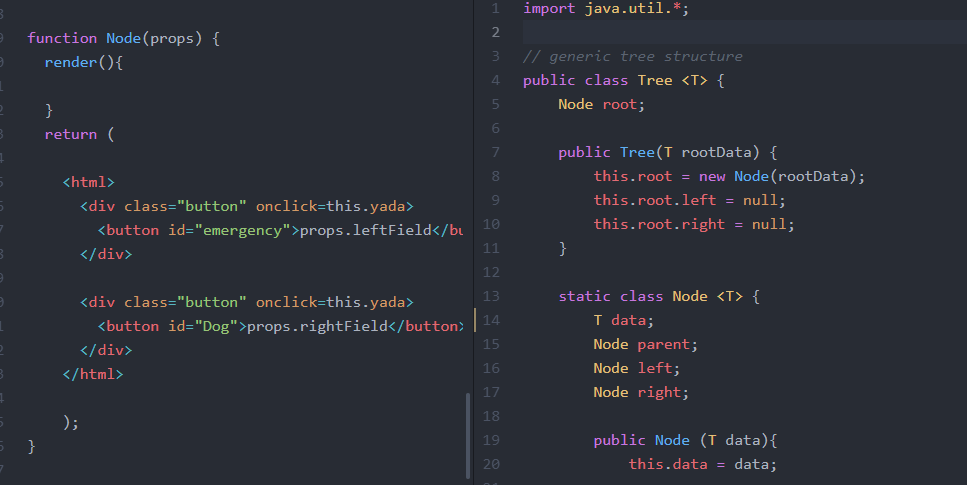 function Node(props) {
  render(){

  }
  return (

    <html>
      <div class="button" onclick=this.yada>
        <button id="emergency">props.leftField</bu
      </div>

      <div class="button" onclick=this.yada>
        <button id="Dog">props.rightField</button>
      </div>
    </html>

    );
}
1 import java.util.*;
2
3 // generic tree structure
4 public class Tree <T> {
5     Node root;
6
7     public Tree(T rootData) {
8         this.root = new Node(rootData);
9         this.root.left = null;
10         this.root.right = null;
11     }
12
13     static class Node <T> {
14         T data;
15         Node parent;
16         Node left;
17         Node right;
18
19         public Node (T data){
20             this.data = data;